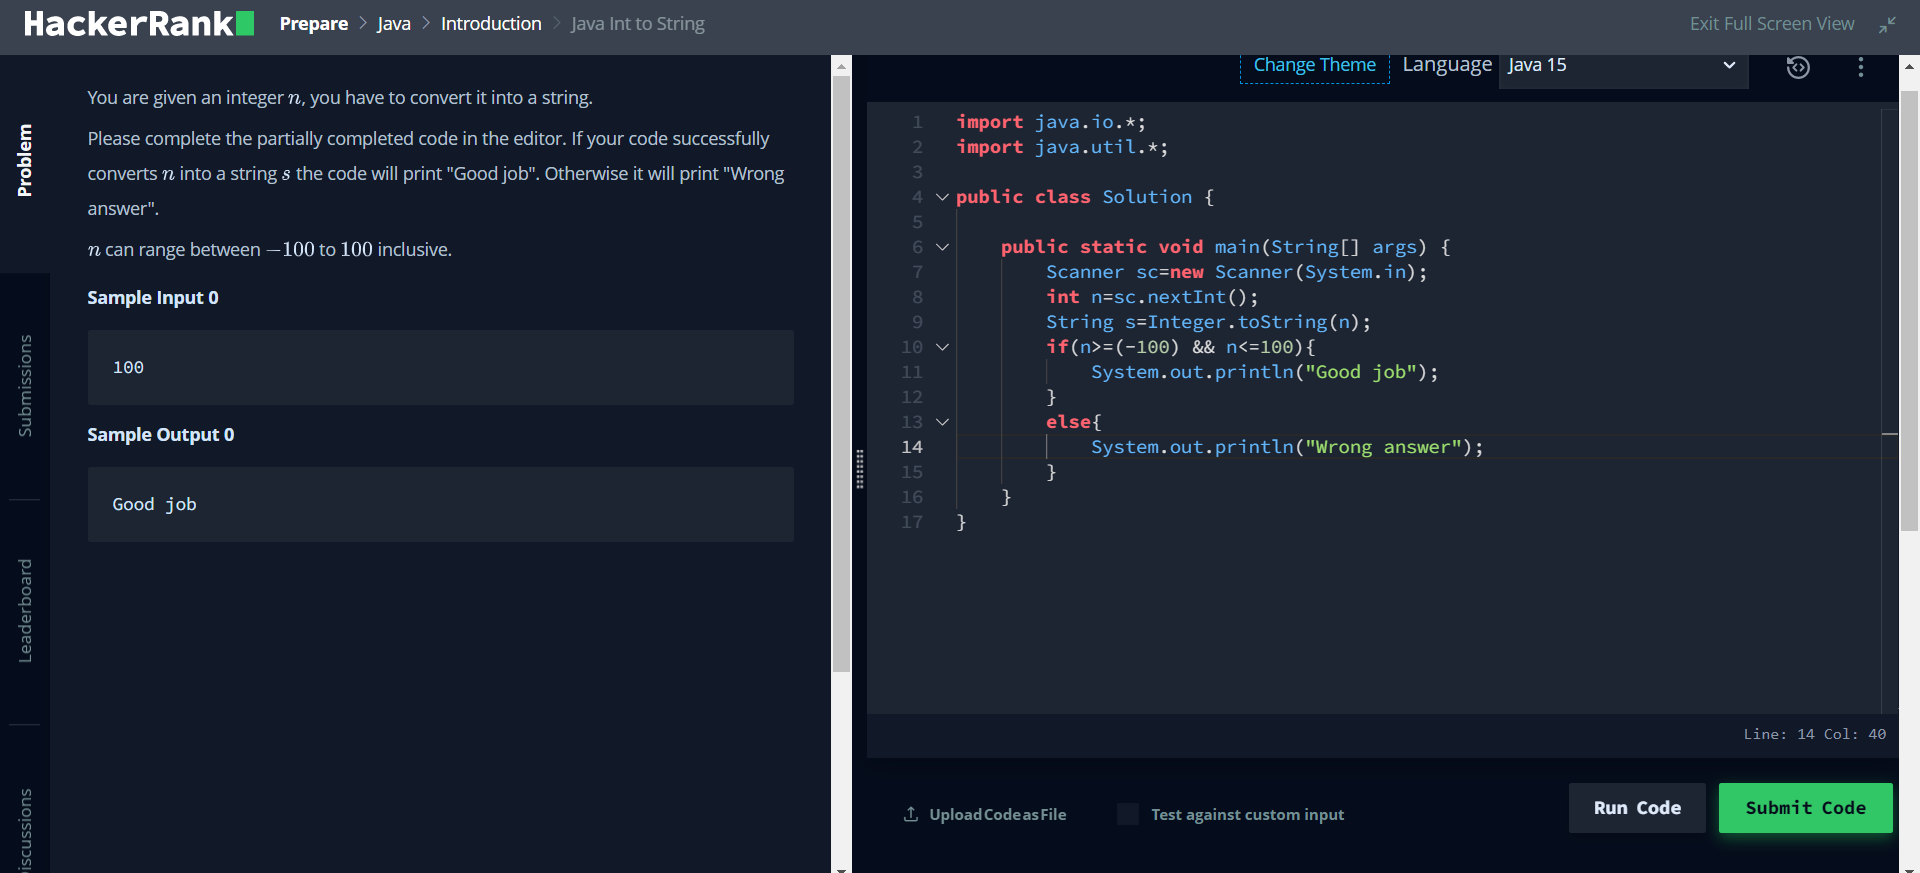 HackerRank Prepare > Java > Introduction > Java Int to String Exit Full Screen View
Problem
Submissions
Leaderboard
You are given an integer n, you have to convert it into a string.
Please complete the partially completed code in the editor. If your code successfully
converts n into a string s the code will print "Good job". Otherwise it will print "Wrong
answer".
n can range between −100 to 100 inclusive.
Sample Input 0
100
Sample Output 0
Good job
Change Theme Language Java 15
1 import java.io.*;
2 import java.util.*;
3
4 public class Solution {
5
6 public static void main(String[] args) {
7 Scanner sc=new Scanner(System.in);
8 int n=sc.nextInt();
9 String s=Integer.toString(n);
10 if(n>=(-100) && n<=100){
11 System.out.println("Good job");
12 }
13 else{
14 System.out.println("Wrong answer");
15 }
16 }
17 }
Line: 14 Col: 40
Upload Code as File Test against custom input Run Code Submit Code